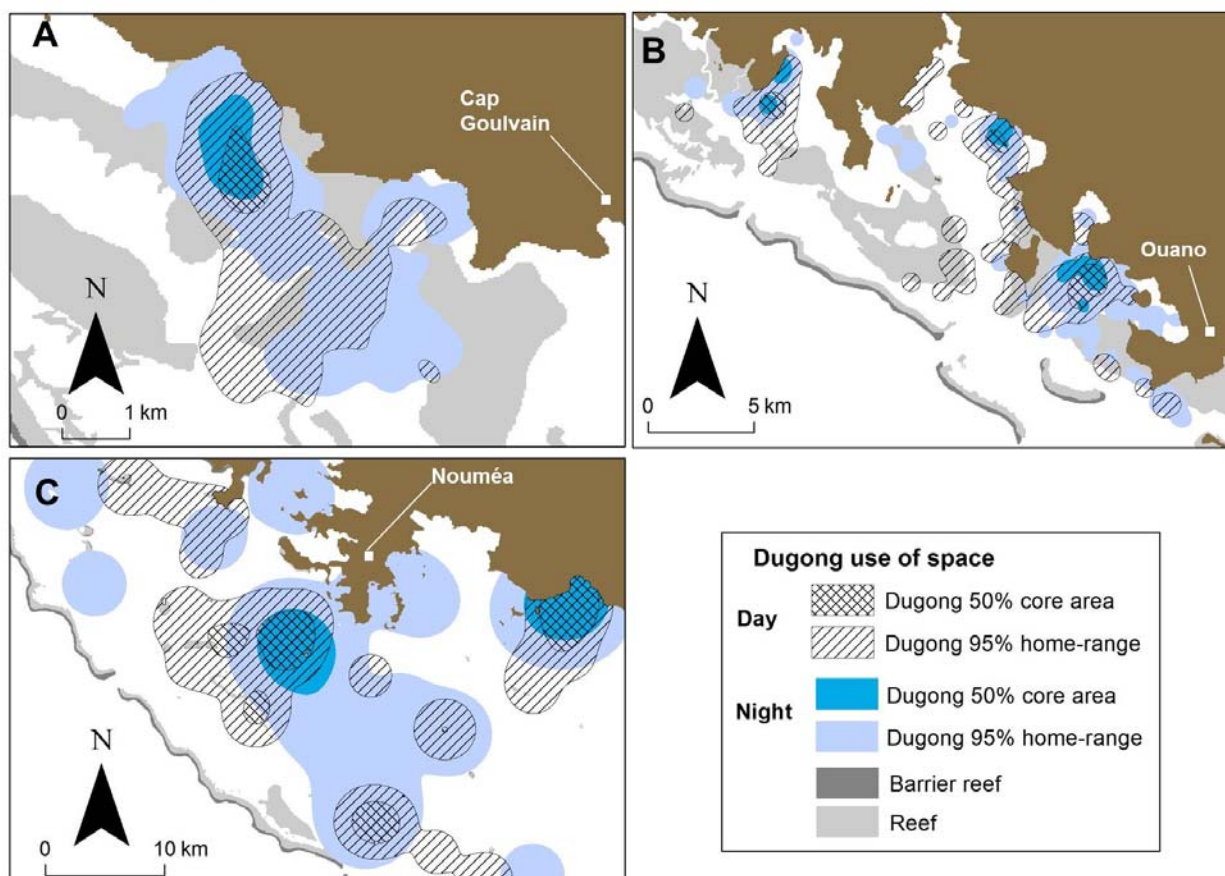 A
Cap
Goulvain
N
0 1 km
B
Ouano
N
0 5 km
C
Nouméa
N
0 10 km
Dugong use of space
Day
Dugong 50% core area
Dugong 95% home-range
Night
Dugong 50% core area
Dugong 95% home-range
Barrier reef
Reef